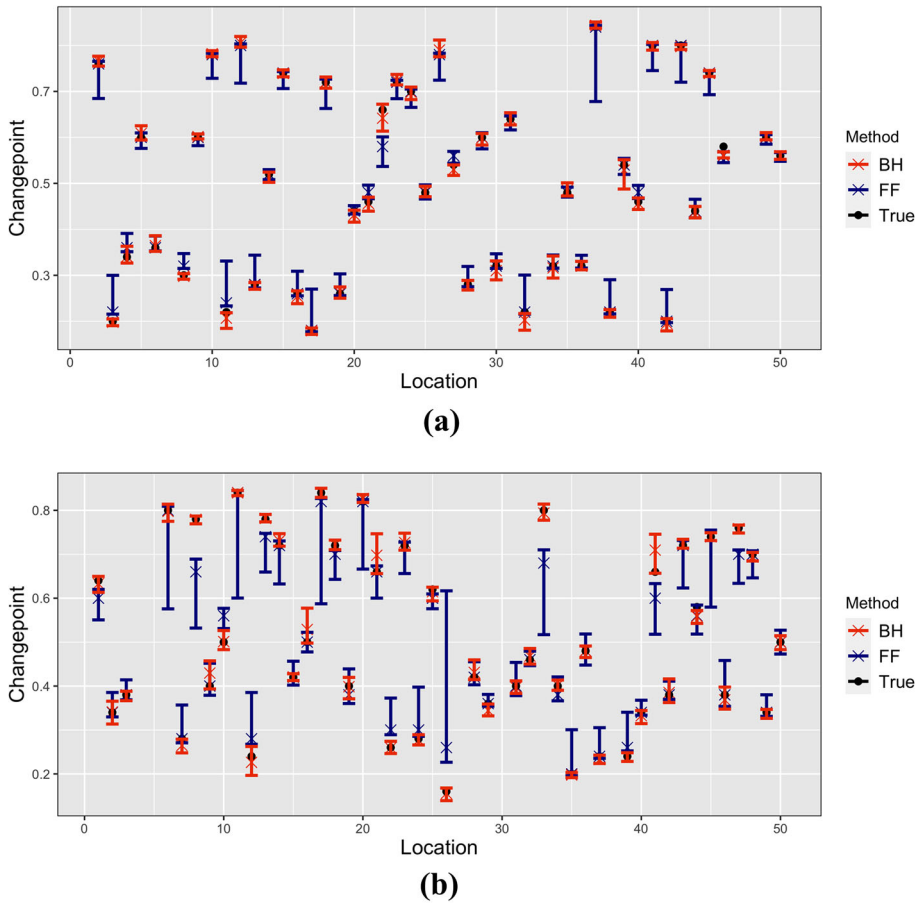 0.7
0.5
0.3
Changepoint
0
10
20
30
40
50
Location
Method
BH
FF
True
(a)
0.8
0.6
0.4
0.2
Changepoint
0
10
20
30
40
50
Location
Method
BH
FF
True
(b)